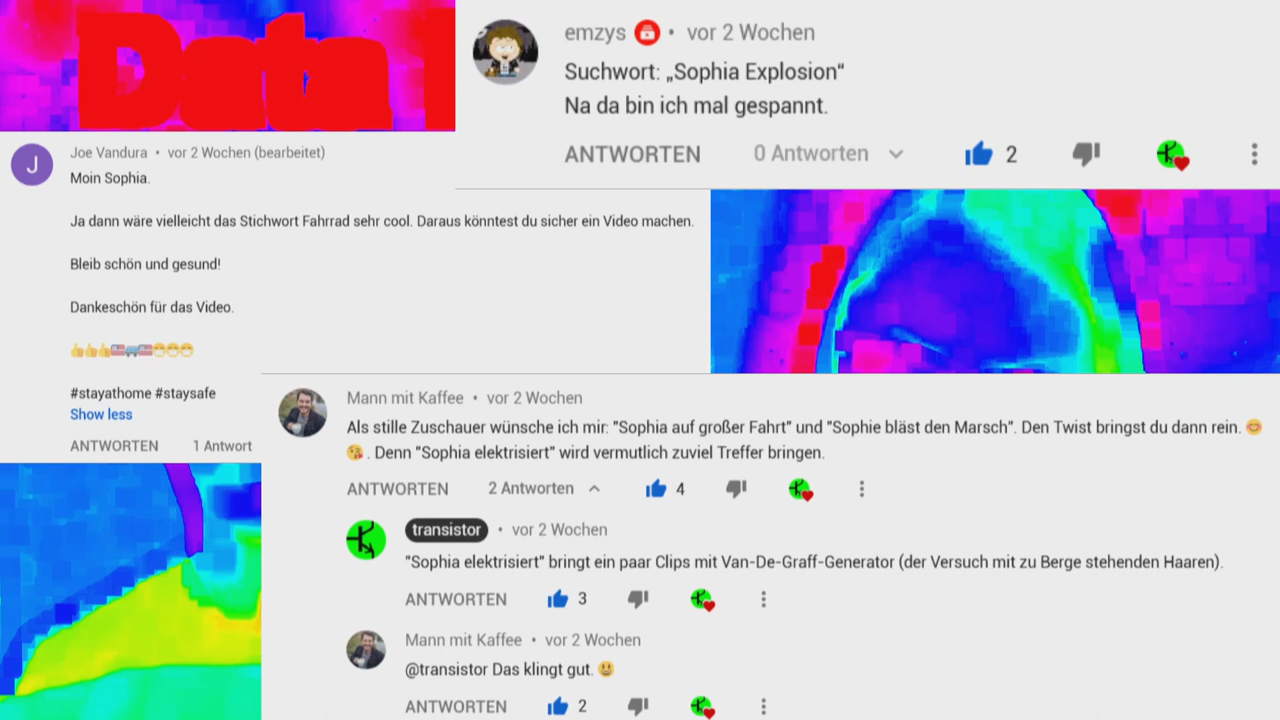 Data
emzys • vor 2 Wochen
Suchwort: „Sophia Explosion“
Na da bin ich mal gespannt.
ANTWORTEN 0 Antworten 2
J
Joe Vandura • vor 2 Wochen (bearbeitet)
Moin Sophia.
Ja dann wäre vielleicht das Stichwort Fahrrad sehr cool. Daraus könntest du sicher ein Video machen.
Bleib schön und gesund!
Dankeschön für das Video.
👍👍👍🇺🇸🚙🇺🇸😁😁😁
#stayathome #staysafe
Show less
ANTWORTEN 1 Antwort
Mann mit Kaffee • vor 2 Wochen
Als stille Zuschauer wünsche ich mir: "Sophia auf großer Fahrt" und "Sophie bläst den Marsch". Den Twist bringst du dann rein. 😊
😘. Denn "Sophia elektrisiert" wird vermutlich zuviel Treffer bringen.
ANTWORTEN 2 Antworten 4
transistor • vor 2 Wochen
"Sophia elektrisiert" bringt ein paar Clips mit Van-De-Graff-Generator (der Versuch mit zu Berge stehenden Haaren).
ANTWORTEN 3
Mann mit Kaffee • vor 2 Wochen
@transistor Das klingt gut. 😃
ANTWORTEN 2